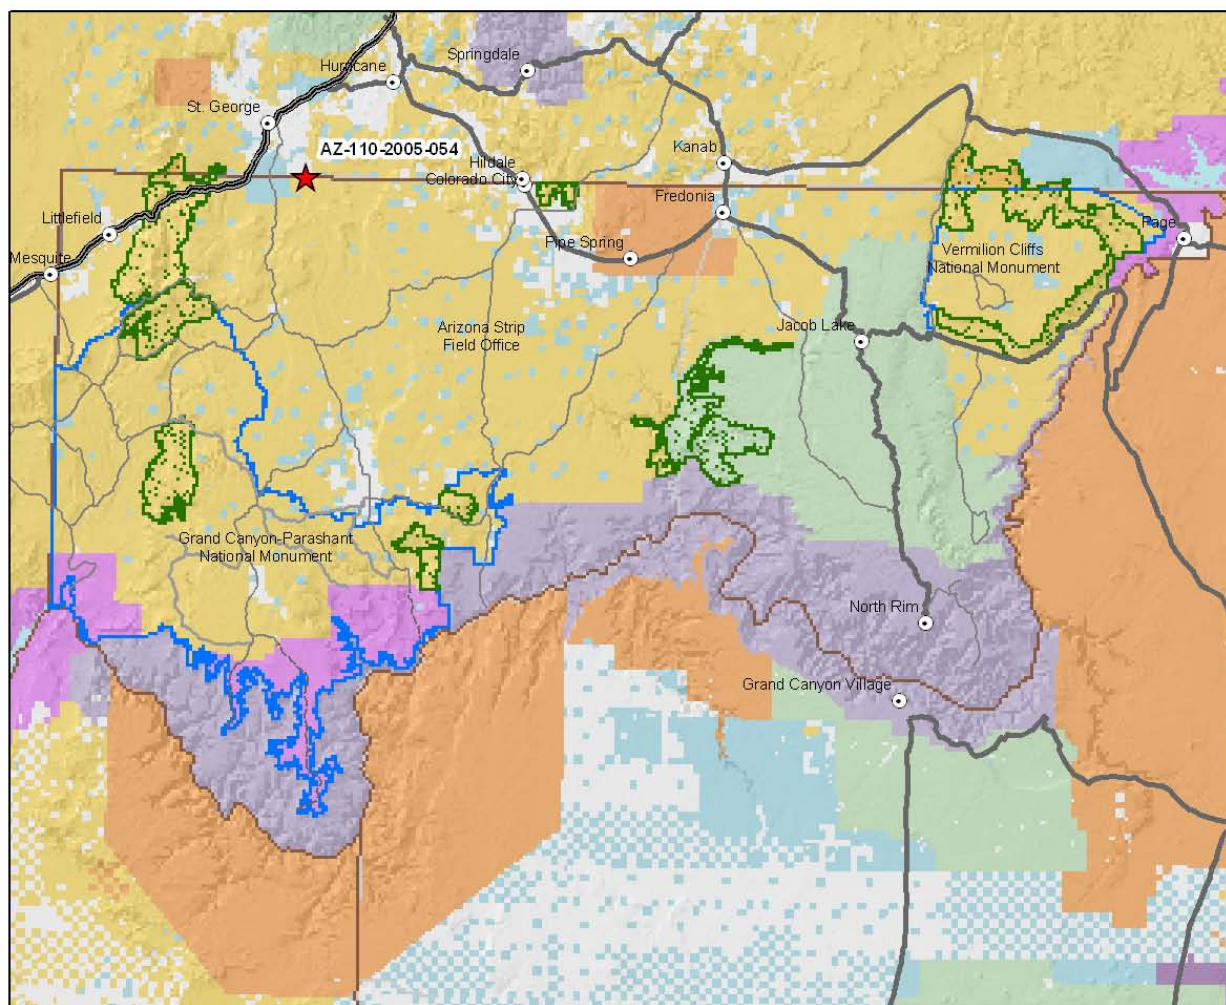 Springdale
Hurricane
St. George
AZ-110-2005-054
Kanab
Hildale
Colorado City
Fredonia
Littlefield
Page
Pipe Spring
Mesquite
Vermilion Cliffs
National Monument
Arizona Strip
Field Office
Jacob Lake
Grand Canyon-Parashant
National Monument
North Rim
Grand Canyon Village